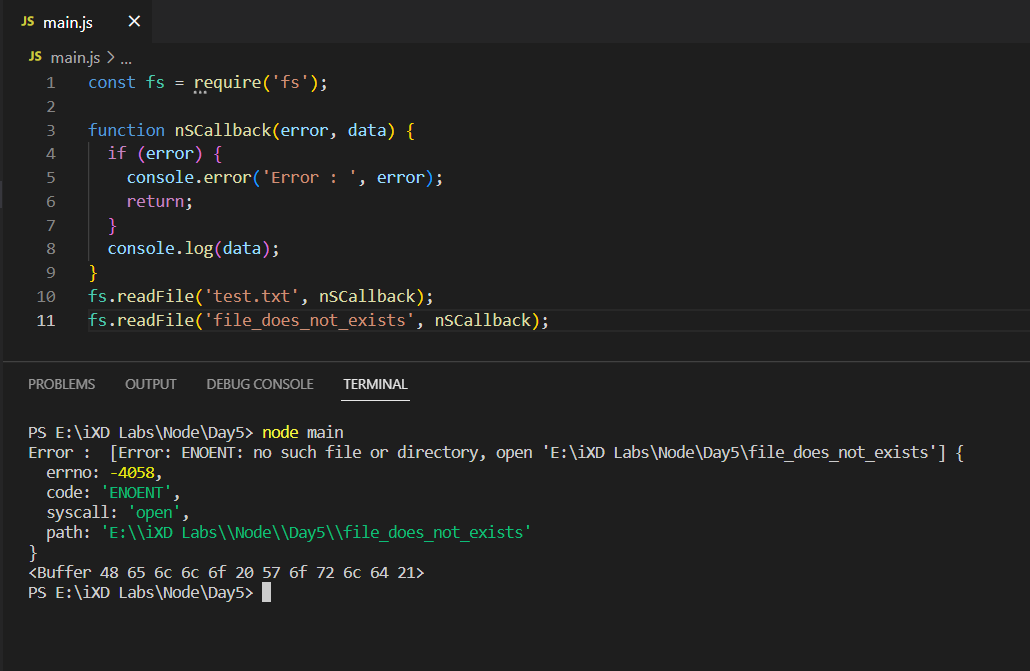 JS main.js ×
JS main.js > ...
1 const fs = require('fs');
2
3 function nSCallback(error, data) {
4   if (error) {
5     console.error('Error : ', error);
6     return;
7   }
8   console.log(data);
9 }
10 fs.readFile('test.txt', nSCallback);
11 fs.readFile('file_does_not_exists', nSCallback);
PROBLEMS OUTPUT DEBUG CONSOLE TERMINAL
PS E:\iXD Labs\Node\Day5> node main
Error :  [Error: ENOENT: no such file or directory, open 'E:\iXD Labs\Node\Day5\file_does_not_exists'] {
  errno: -4058,
  code: 'ENOENT',
  syscall: 'open',
  path: 'E:\\iXD Labs\\Node\\Day5\\file_does_not_exists'
}
<Buffer 48 65 6c 6c 6f 20 57 6f 72 6c 64 21>
PS E:\iXD Labs\Node\Day5>